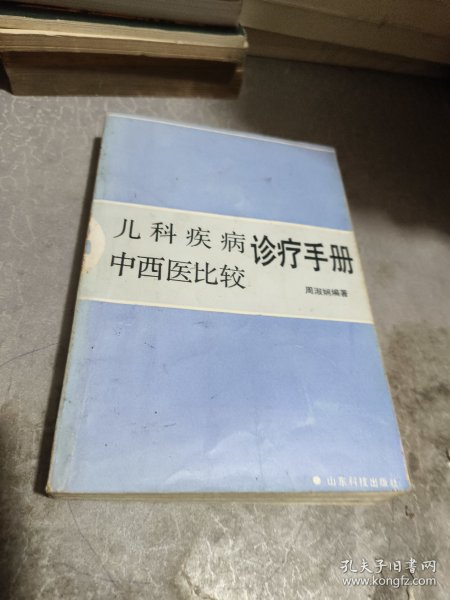 儿科疾病
中西医比较
诊疗手册
周淑娴编著
山东科技出版社
孔夫子旧书网
www.kongfz.com